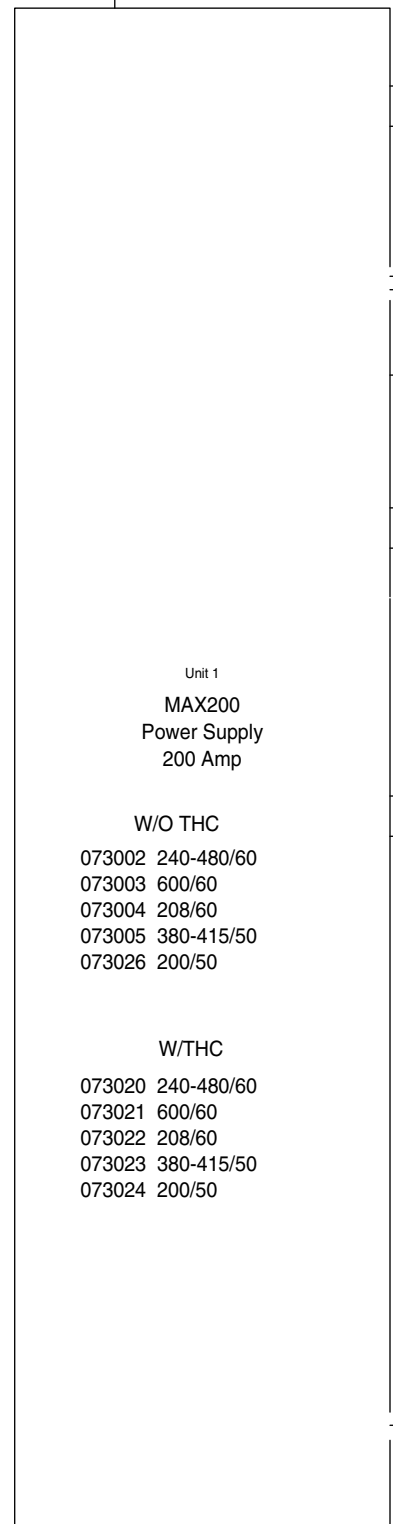 Unit 1
MAX200
Power Supply
200 Amp
W/O THC
073002 240-480/60
073003 600/60
073004 208/60
073005 380-415/50
073026 200/50
W/THC
073020 240-480/60
073021 600/60
073022 208/60
073023 380-415/50
073024 200/50